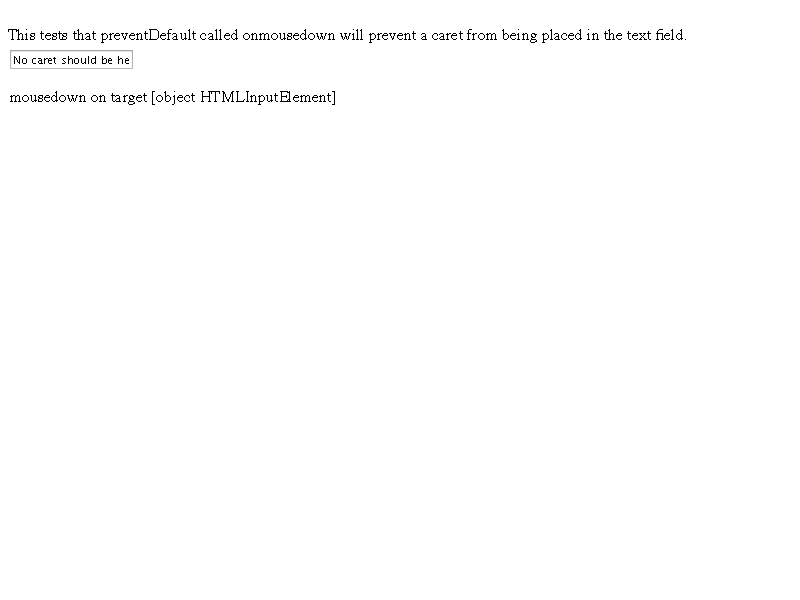 This tests that preventDefault called onmousedown will prevent a caret from being placed in the text field.
No caret should be he
mousedown on target [object HTMLInputElement]